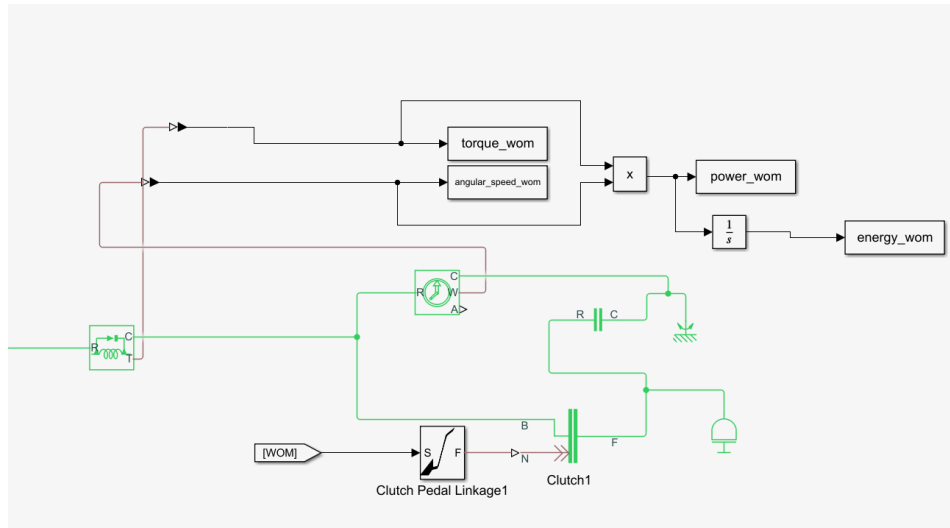 torque_wom
angular_speed_wom
x
power_wom
1
s
energy_wom
C
R
W
A
R
C
R
C
T
B
F
[WOM]
S
F
N
Clutch1
Clutch Pedal Linkage1